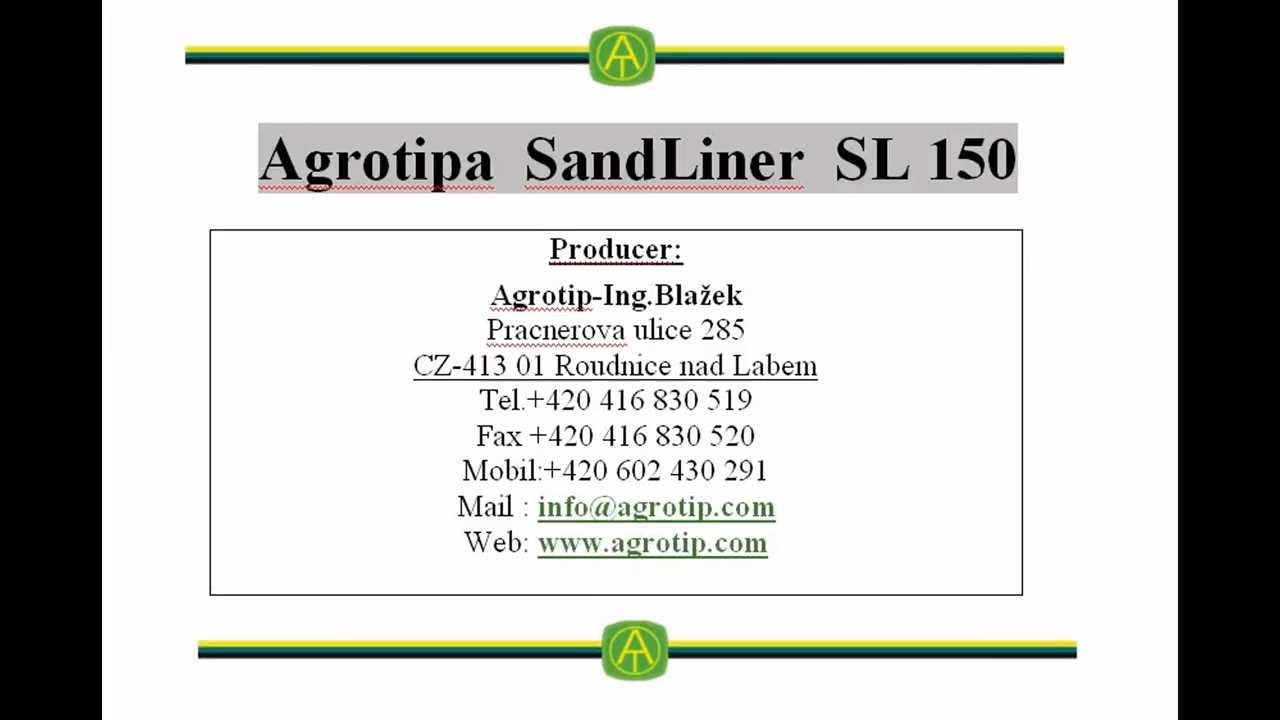 AT
Agrotipa SandLiner SL 150
Producer:
Agrotip-Ing.Blažek
Pracnerova ulice 285
CZ-413 01 Roudnice nad Labem
Tel.+420 416 830 519
Fax +420 416 830 520
Mobil:+420 602 430 291
Mail : info@agrotip.com
Web: www.agrotip.com
AT